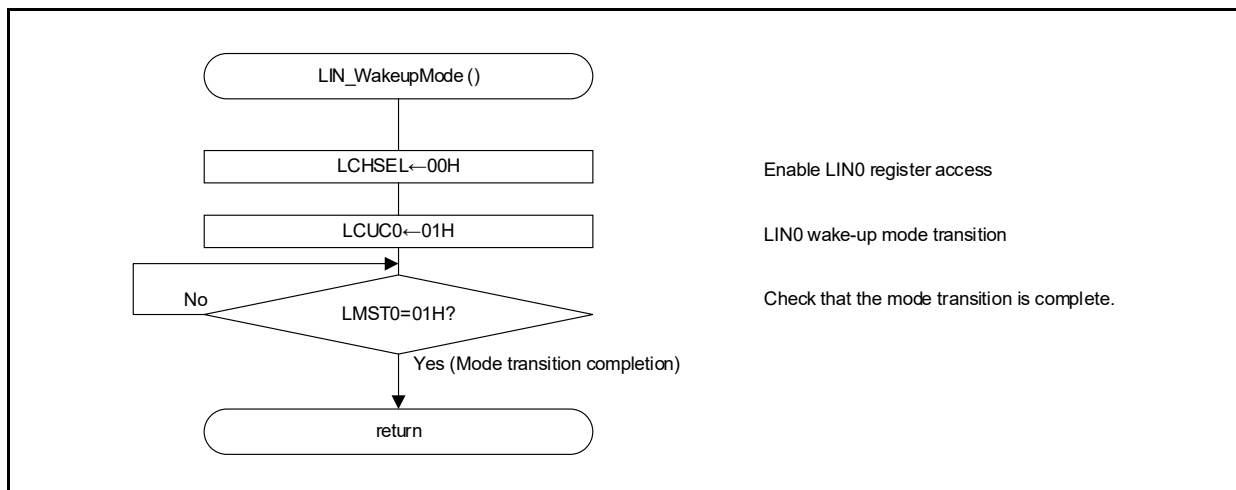 LIN_WakeupMode ()
LCHSEL←00H
Enable LIN0 register access
LCUC0←01H
LIN0 wake-up mode transition
No
LMST0=01H?
Check that the mode transition is complete.
Yes (Mode transition completion)
return